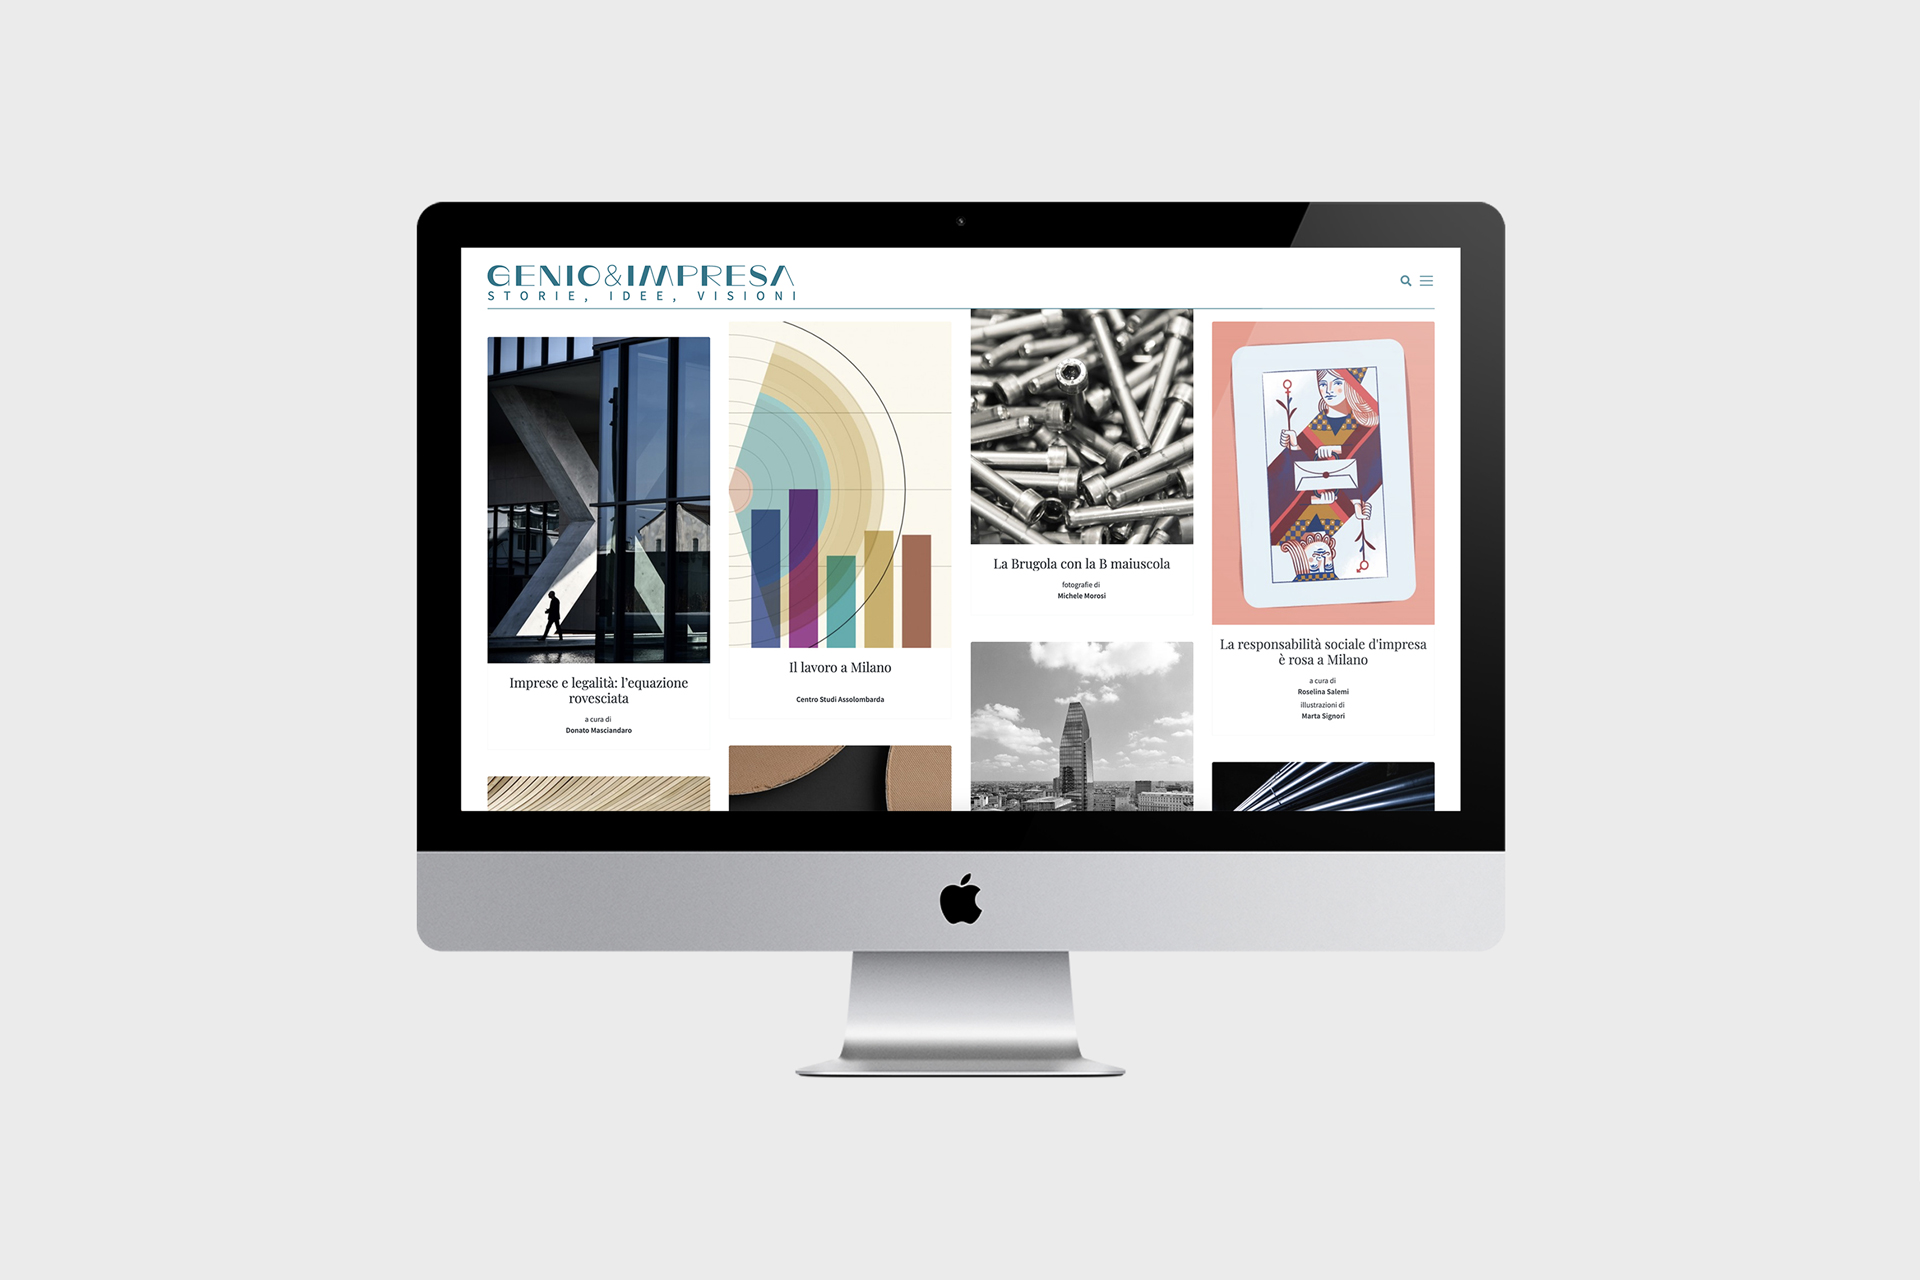 GENIO&IMPRESA
STORIE, IDEE, VISIONI
Imprese e legalità: l'equazione
rovesciata
a cura di
Donato Masciandaro
Il lavoro a Milano
Centro Studi Assolombarda
La Brugola con la B maiuscola
fotografie di
Michele Morosi
La responsabilità sociale d'impresa
è rosa a Milano
a cura di
Roselina Salemi
illustrazioni di
Marta Signori